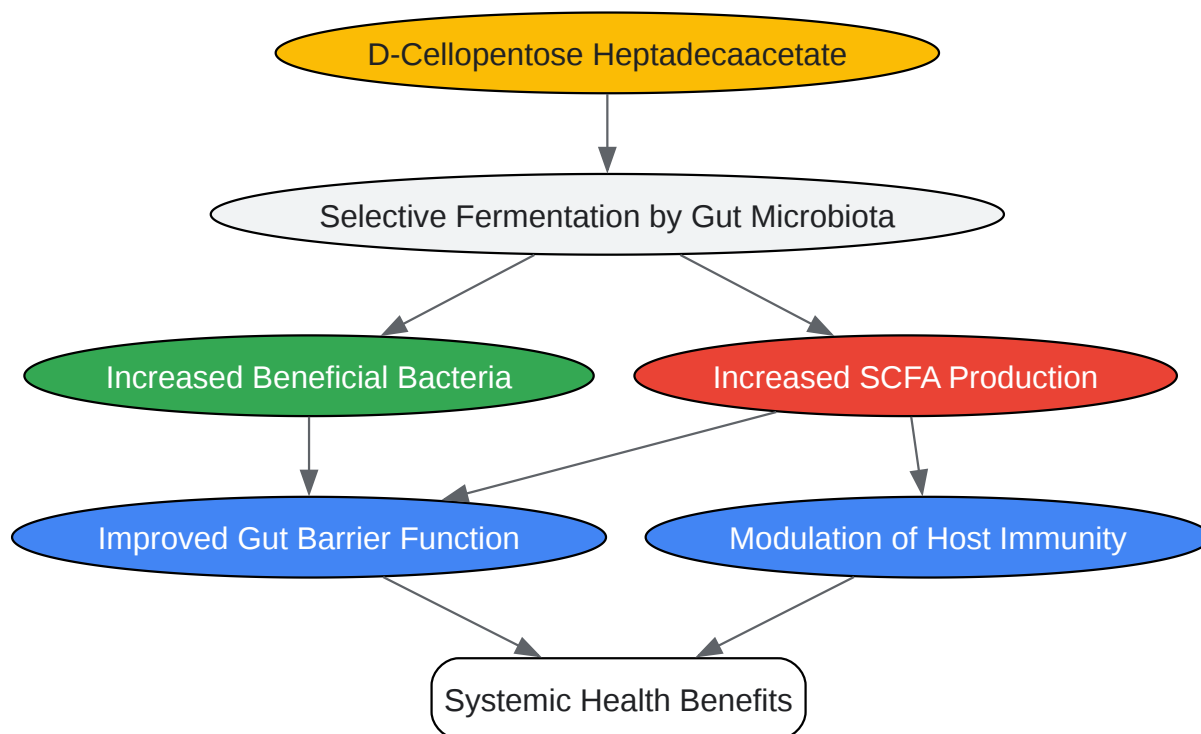 D-Cellopentose Heptadecaacetate
Selective Fermentation by Gut Microbiota
Increased Beneficial Bacteria
Increased SCFA Production
Improved Gut Barrier Function
Modulation of Host Immunity
Systemic Health Benefits